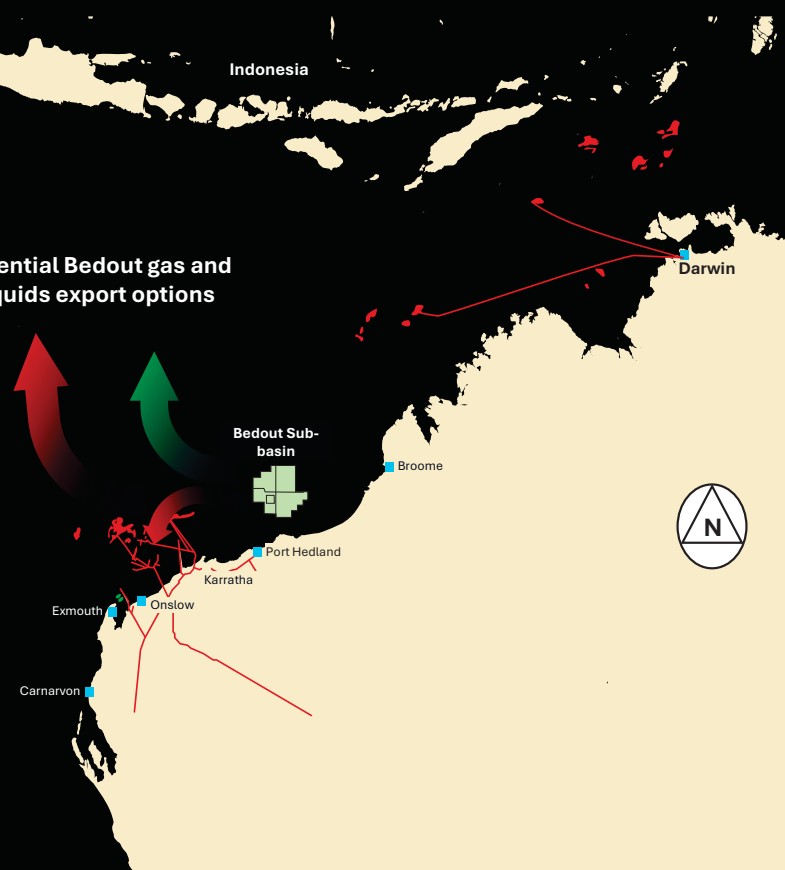 Indonesia
ential Bedout gas and
quids export options
Darwin
Bedout Sub-
basin
Broome
N
Port Hedland
Karratha
Onslow
Exmouth
Carnarvon